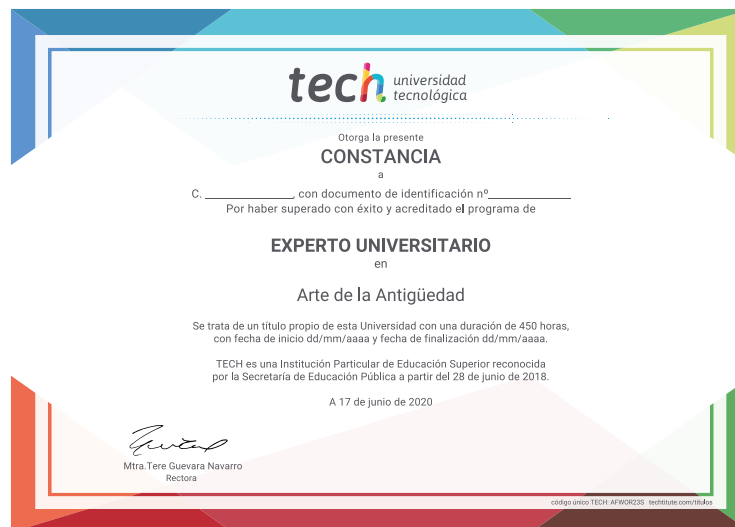 tech universidad
tecnológica
Otorga la presente
CONSTANCIA
a
C. ______________, con documento de identificación nº______________
Por haber superado con éxito y acreditado el programa de
EXPERTO UNIVERSITARIO
en
Arte de la Antigüedad
Se trata de un título propio de esta Universidad con una duración de 450 horas,
con fecha de inicio dd/mm/aaaa y fecha de finalización dd/mm/aaaa.
TECH es una Institución Particular de Educación Superior reconocida
por la Secretaría de Educación Pública a partir del 28 de junio de 2018.
A 17 de junio de 2020
Mtra.Tere Guevara Navarro
Rectora
código único TECH: AFWOR23S techtitute.com/titulos